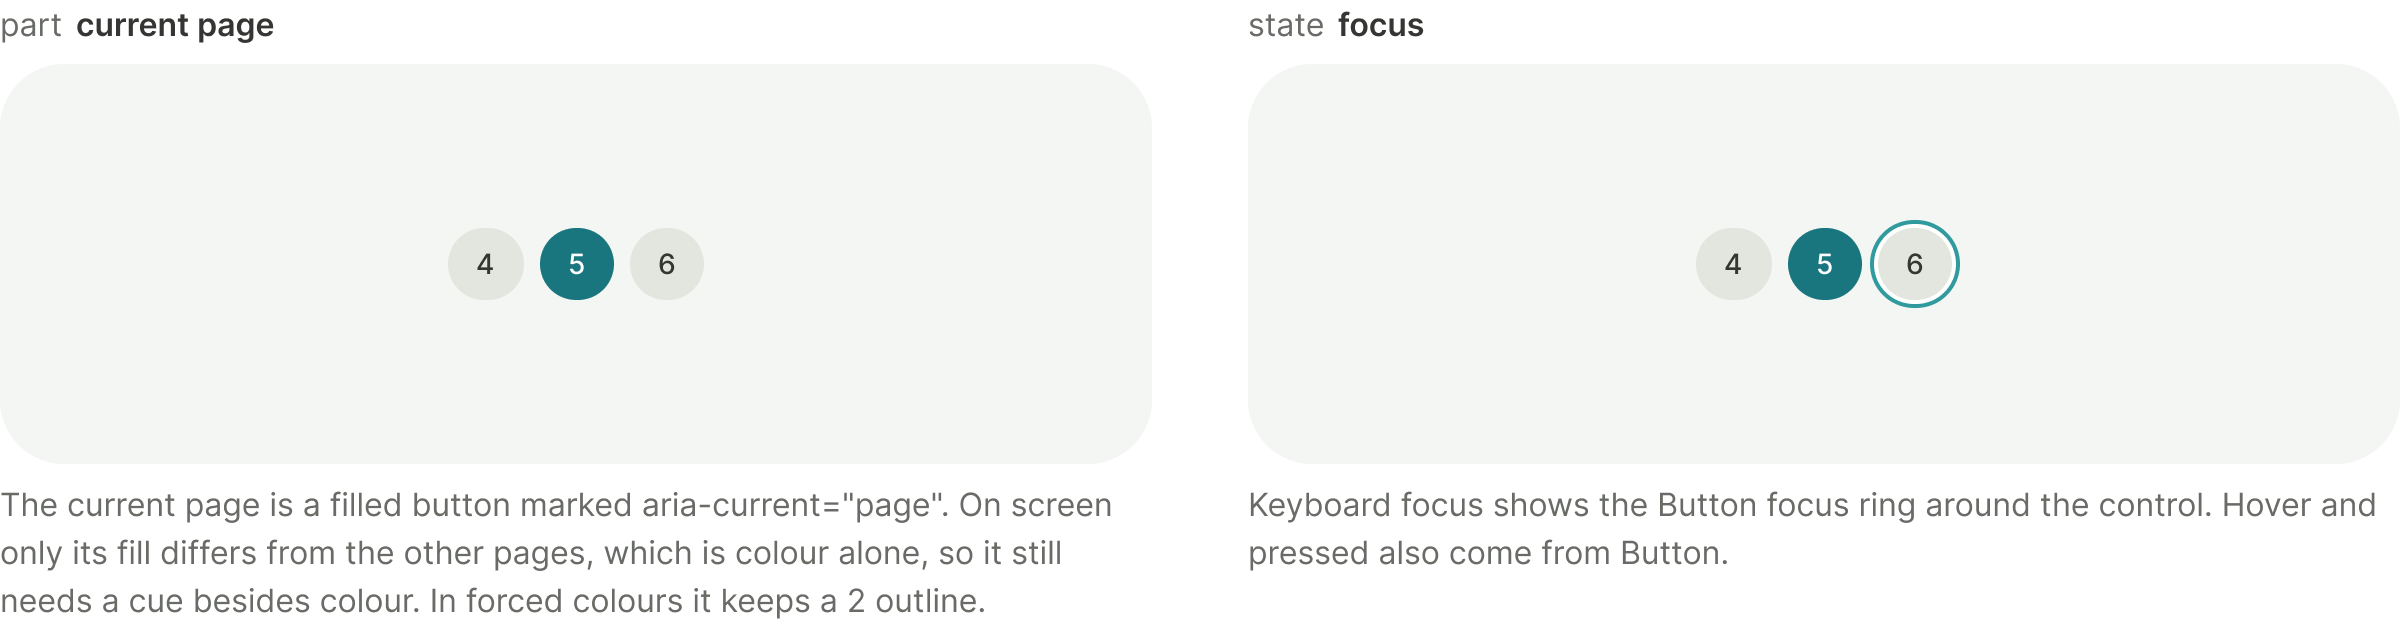 part current page
4 5 6
The current page is a filled button marked aria-current="page". On screen
only its fill differs from the other pages, which is colour alone, so it still
needs a cue besides colour. In forced colours it keeps a 2 outline.
state focus
4 5 6
Keyboard focus shows the Button focus ring around the control. Hover and
pressed also come from Button.